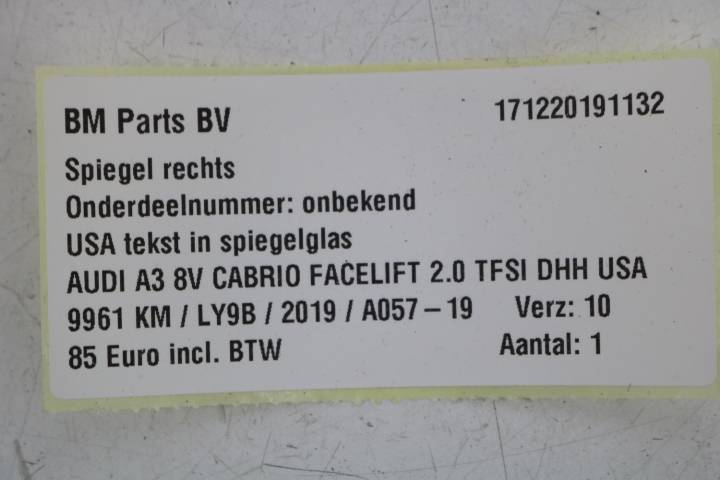 BM Parts BV 171220191132
Spiegel rechts
Onderdeelnummer: onbekend
USA tekst in spiegelglas
AUDI A3 8V CABRIO FACELIFT 2.0 TFSI DHH USA
9961 KM / LY9B / 2019 / A057 – 19 Verz: 10
85 Euro incl. BTW Aantal: 1